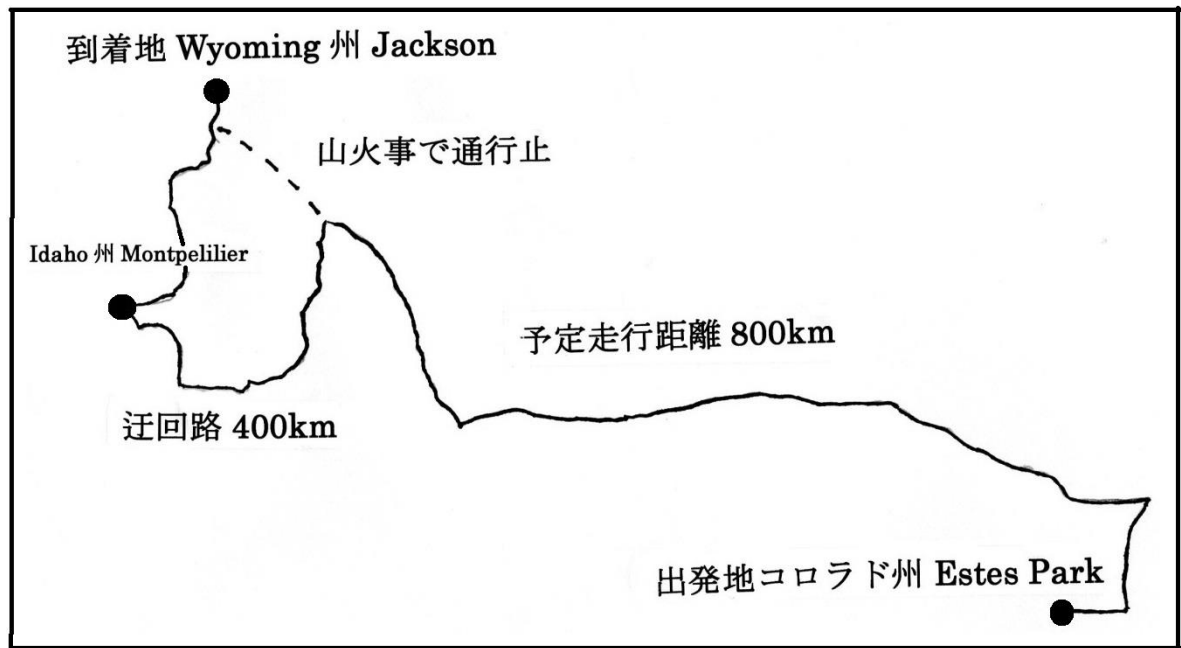 到着地 Wyoming 州 Jackson
山火事で通行止
Idaho 州 Montpelilier
予定走行距離 800km
迂回路 400km
出発地コロラド州 Estes Park